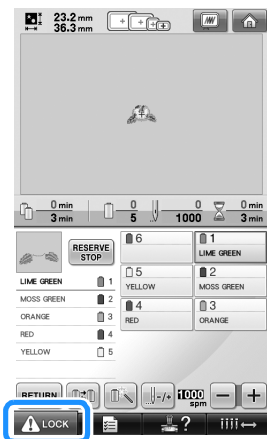 23.2 mm
36.3 mm
0 min
3 min
0
5
0
1000
0 min
3 min
RESERVE
STOP
LIME GREEN 1
MOSS GREEN 2
ORANGE 3
RED 4
YELLOW 5
6
1
LIME GREEN
5
YELLOW
2
MOSS GREEN
4
RED
3
ORANGE
RETURN
-/+
1000
spm
- +
LOCK
?